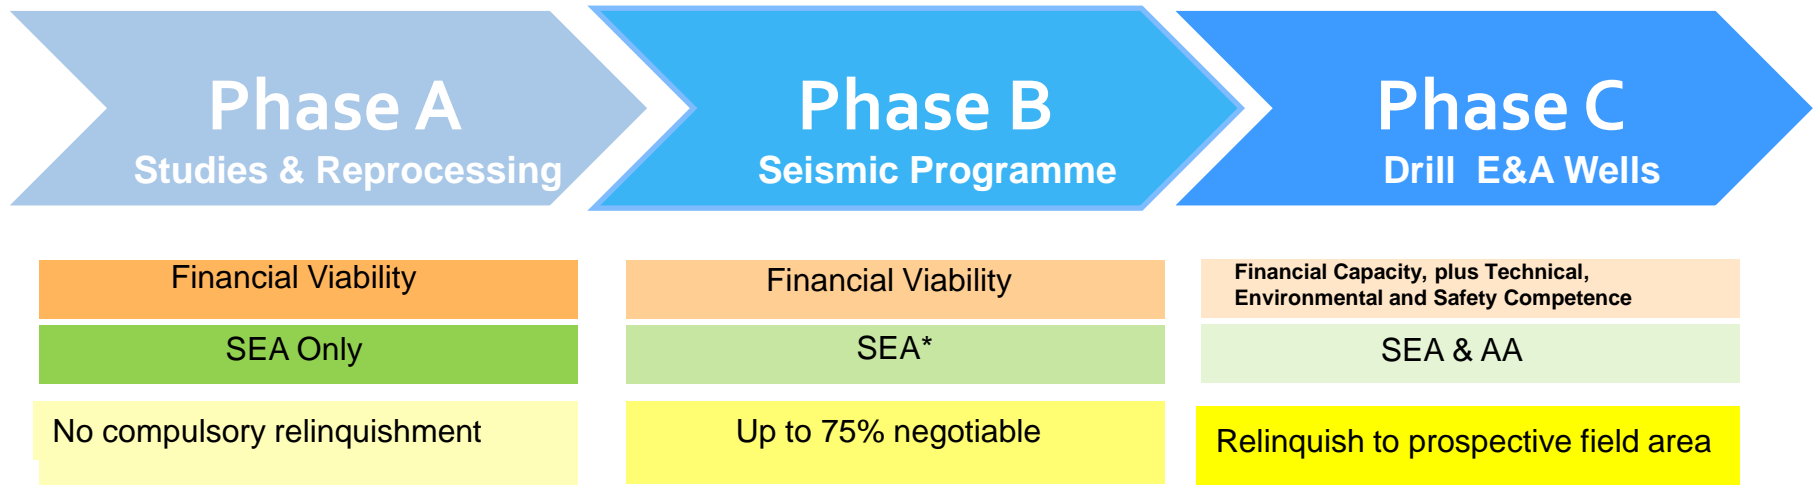 Phase A
Studies & Reprocessing
Phase B
Seismic Programme
Phase C
Drill E&A Wells
Financial Viability
Financial Viability
Financial Capacity, plus Technical,
Environmental and Safety Competence
SEA Only
SEA*
SEA & AA
No compulsory relinquishment
Up to 75% negotiable
Relinquish to prospective field area